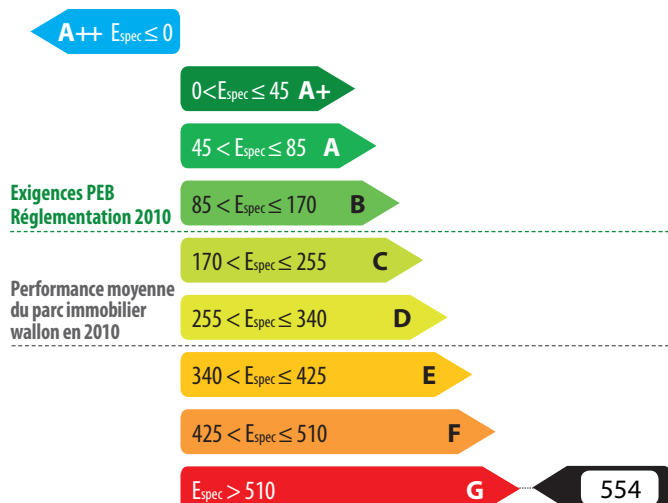 A++ Espec ≤ 0
0<Espec ≤ 45 A+
45 < Espec ≤ 85 A
Exigences PEB
Réglementation 2010
85 < Espec ≤ 170 B
170 < Espec ≤ 255 C
Performance moyenne
du parc immobilier
wallon en 2010
255 < Espec ≤ 340 D
340 < Espec ≤ 425 E
425 < Espec ≤ 510 F
Espec > 510 G 554